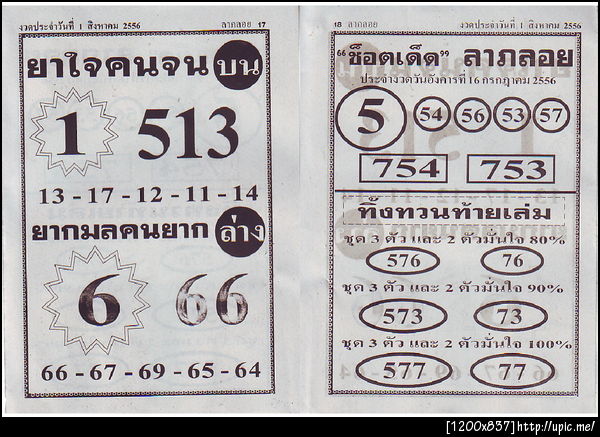 งวดประจำวันที่ 1 สิงหาคม 2556 ลาภลอย 17
ยาใจคนจน บน
1 513
13 - 17 - 12 - 11 - 14
ยากมลคนยาก ล่าง
6 66
66 - 67 - 69 - 65 - 64
18 ลาภลอย งวดประจำวันที่ 1 สิงหาคม 2556
"ช็อตเด็ด" ลาภลอย
ประจำงวดวันอังคารที่ 16 กรกฎาคม 2556
5 54 56 53 57
754 753
ทิ้งทวนท้ายเล่ม
ชุด 3 ตัว และ 2 ตัวมั่นใจ 80%
576 76
ชุด 3 ตัว และ 2 ตัวมั่นใจ 90%
573 73
ชุด 3 ตัว และ 2 ตัวมั่นใจ 100%
577 77
[1200x837]http://upic.me/